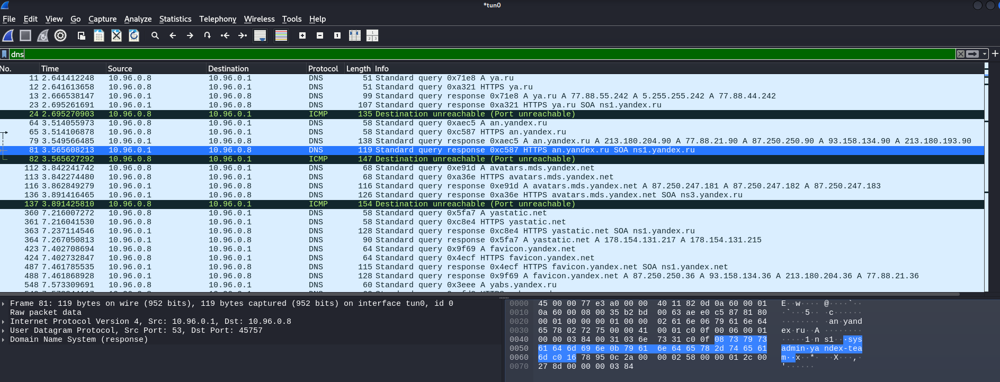 *tun0
File Edit View Go Capture Analyze Statistics Telephony Wireless Tools Help
dns
No. Time Source Destination Protocol Length Info
11 2.641412248 10.96.0.8 10.96.0.1 DNS 51 Standard query 0x71e8 A ya.ru
12 2.641613658 10.96.0.8 10.96.0.1 DNS 51 Standard query 0xa321 HTTPS ya.ru
13 2.666538147 10.96.0.1 10.96.0.8 DNS 99 Standard query response 0x71e8 A ya.ru A 77.88.55.242 A 5.255.255.242 A 77.88.44.242
23 2.695261691 10.96.0.1 10.96.0.8 DNS 107 Standard query response 0xa321 HTTPS ya.ru SOA ns1.yandex.ru
24 2.695270903 10.96.0.8 10.96.0.1 ICMP 135 Destination unreachable (Port unreachable)
64 3.514055973 10.96.0.8 10.96.0.1 DNS 58 Standard query 0xaec5 A an.yandex.ru
65 3.514106878 10.96.0.8 10.96.0.1 DNS 58 Standard query 0xc587 HTTPS an.yandex.ru
79 3.549566485 10.96.0.1 10.96.0.8 DNS 138 Standard query response 0xaec5 A an.yandex.ru A 213.180.204.90 A 77.88.21.90 A 87.250.250.90 A 93.158.134.90 A 213.180.193.90
81 3.565608213 10.96.0.1 10.96.0.8 DNS 119 Standard query response 0xc587 HTTPS an.yandex.ru SOA ns1.yandex.ru
82 3.565627292 10.96.0.8 10.96.0.1 ICMP 147 Destination unreachable (Port unreachable)
112 3.842241742 10.96.0.8 10.96.0.1 DNS 68 Standard query 0xe91d A avatars.mds.yandex.net
113 3.842274480 10.96.0.8 10.96.0.1 DNS 68 Standard query 0xa36e HTTPS avatars.mds.yandex.net
116 3.862849279 10.96.0.1 10.96.0.8 DNS 116 Standard query response 0xe91d A avatars.mds.yandex.net A 87.250.247.181 A 87.250.247.182 A 87.250.247.183
136 3.891416465 10.96.0.1 10.96.0.8 DNS 126 Standard query response 0xa36e HTTPS avatars.mds.yandex.net SOA ns3.yandex.ru
137 3.891425810 10.96.0.8 10.96.0.1 ICMP 154 Destination unreachable (Port unreachable)
360 7.216007272 10.96.0.8 10.96.0.1 DNS 58 Standard query 0x5fa7 A yastatic.net
361 7.216041530 10.96.0.8 10.96.0.1 DNS 58 Standard query 0xc8e4 HTTPS yastatic.net
363 7.237114546 10.96.0.1 10.96.0.8 DNS 128 Standard query response 0xc8e4 HTTPS yastatic.net SOA ns1.yandex.ru
364 7.267050813 10.96.0.1 10.96.0.8 DNS 90 Standard query response 0x5fa7 A yastatic.net A 178.154.131.217 A 178.154.131.215
423 7.402708694 10.96.0.8 10.96.0.1 DNS 64 Standard query 0x9f69 A favicon.yandex.net
424 7.402732847 10.96.0.8 10.96.0.1 DNS 64 Standard query 0x4ecf HTTPS favicon.yandex.net
487 7.461785535 10.96.0.1 10.96.0.8 DNS 115 Standard query response 0x4ecf HTTPS favicon.yandex.net SOA ns1.yandex.ru
488 7.461868928 10.96.0.1 10.96.0.8 DNS 128 Standard query response 0x9f69 A favicon.yandex.net A 87.250.250.36 A 93.158.134.36 A 213.180.204.36 A 77.88.21.36
548 7.573309691 10.96.0.8 10.96.0.1 DNS 60 Standard query 0x3eee A yabs.yandex.ru
Frame 81: 119 bytes on wire (952 bits), 119 bytes captured (952 bits) on interface tun0, id 0
Raw packet data
Internet Protocol Version 4, Src: 10.96.0.1, Dst: 10.96.0.8
User Datagram Protocol, Src Port: 53, Dst Port: 45757
Domain Name System (response)
0000 45 00 00 77 e3 a0 00 00 40 11 82 0d 0a 60 00 01 E··w···· @····`··
0010 0a 60 00 08 00 35 b2 bd 00 63 ae e0 c5 87 81 80 ·`···5·· ·c······
0020 00 01 00 00 00 01 00 00 02 61 6e 06 79 61 6e 64 ········ ·an·yand
0030 65 78 02 72 75 00 00 41 00 01 c0 0f 00 06 00 01 ex·ru··A ········
0040 00 00 03 84 00 31 03 6e 73 31 c0 0f 08 73 79 73 ·····1·n s1···sys
0050 61 64 6d 69 6e 0b 79 61 6e 64 65 78 2d 74 65 61 admin·ya ndex-tea
0060 6d c0 16 78 95 0c 2a 00 00 02 58 00 00 01 2c 00 m··x··*· ··X···,·
0070 27 8d 00 00 00 03 84 '······